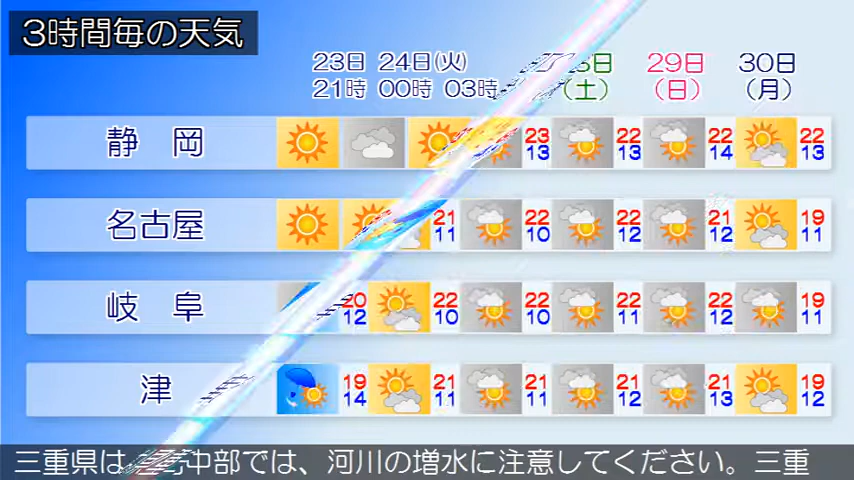 3時間毎の天気
23日 24日(火) 日 29日 30日
21時 00時 03時 (土) (日) (月)
静岡 23 22 22 22
13 13 14 13
名古屋 21 22 22 21 19
11 10 12 12 11
岐阜 20 22 22 22 22 19
12 10 10 11 12 11
津 19 21 21 21 21 19
14 11 11 12 13 12
三重県は、 中部では、河川の増水に注意してください。三重